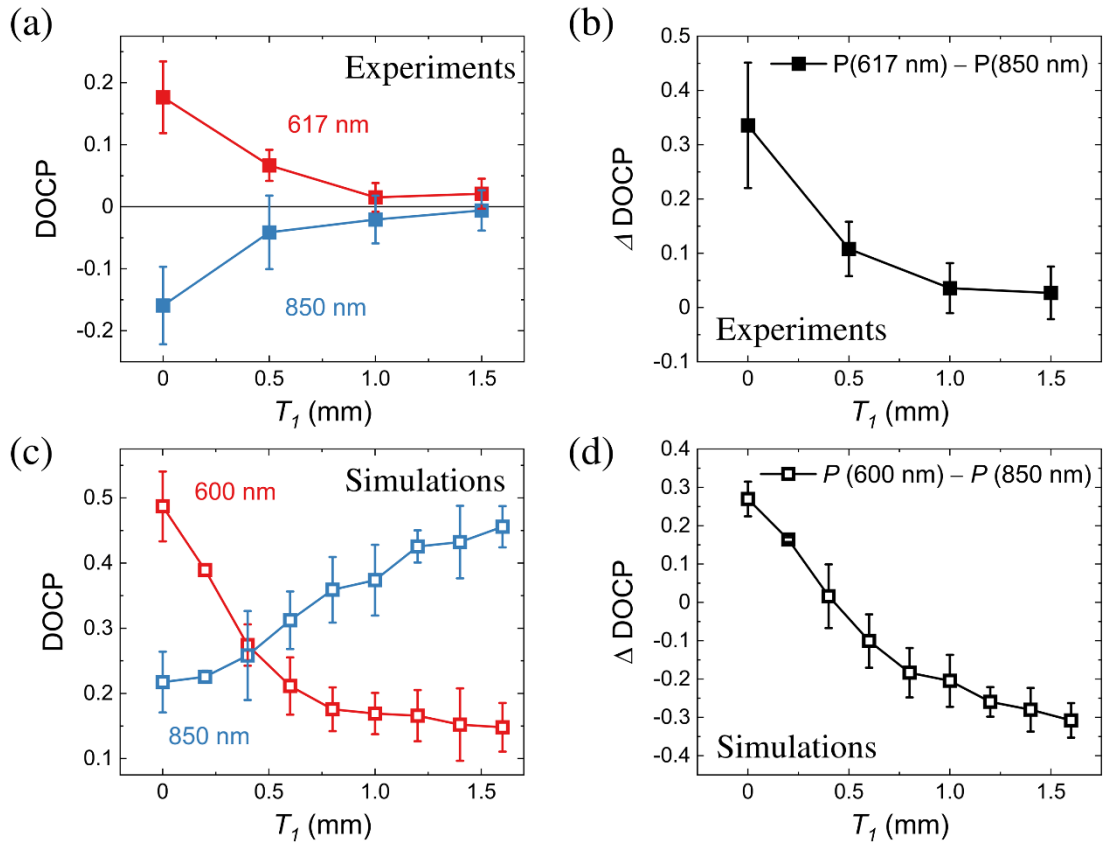 (a)
Experiments
617 nm
850 nm
DOCP
0.2
0.1
0
-0.1
-0.2
0
0.5
1.0
1.5
T1 (mm)
(b)
P(617 nm) – P(850 nm)
Experiments
Δ DOCP
0.5
0.4
0.3
0.2
0.1
0
-0.1
0
0.5
1.0
1.5
T1 (mm)
(c)
600 nm
Simulations
850 nm
DOCP
0.5
0.4
0.3
0.2
0.1
0
0.5
1.0
1.5
T1 (mm)
(d)
P (600 nm) – P (850 nm)
Simulations
Δ DOCP
0.4
0.3
0.2
0.1
0
-0.1
-0.2
-0.3
-0.4
0
0.5
1.0
1.5
T1 (mm)